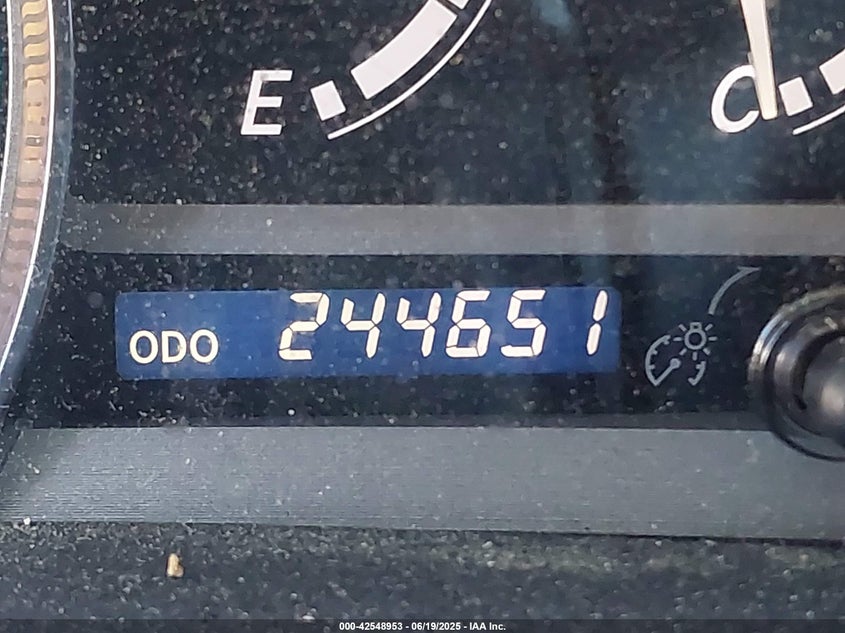 E
C
ODO 244651
000-42548953 - 06/19/2025 - IAA Inc.